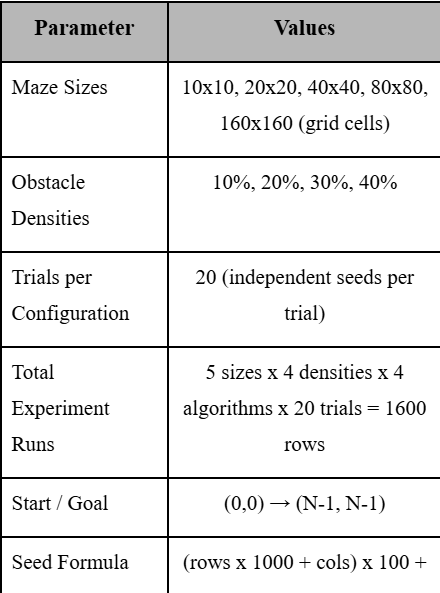 Parameter
Values
Maze Sizes
10x10, 20x20, 40x40, 80x80,
160x160 (grid cells)
Obstacle
Densities
10%, 20%, 30%, 40%
Trials per
Configuration
20 (independent seeds per
trial)
Total
Experiment
Runs
5 sizes x 4 densities x 4
algorithms x 20 trials = 1600
rows
Start / Goal
(0,0) → (N-1, N-1)
Seed Formula
(rows x 1000 + cols) x 100 +